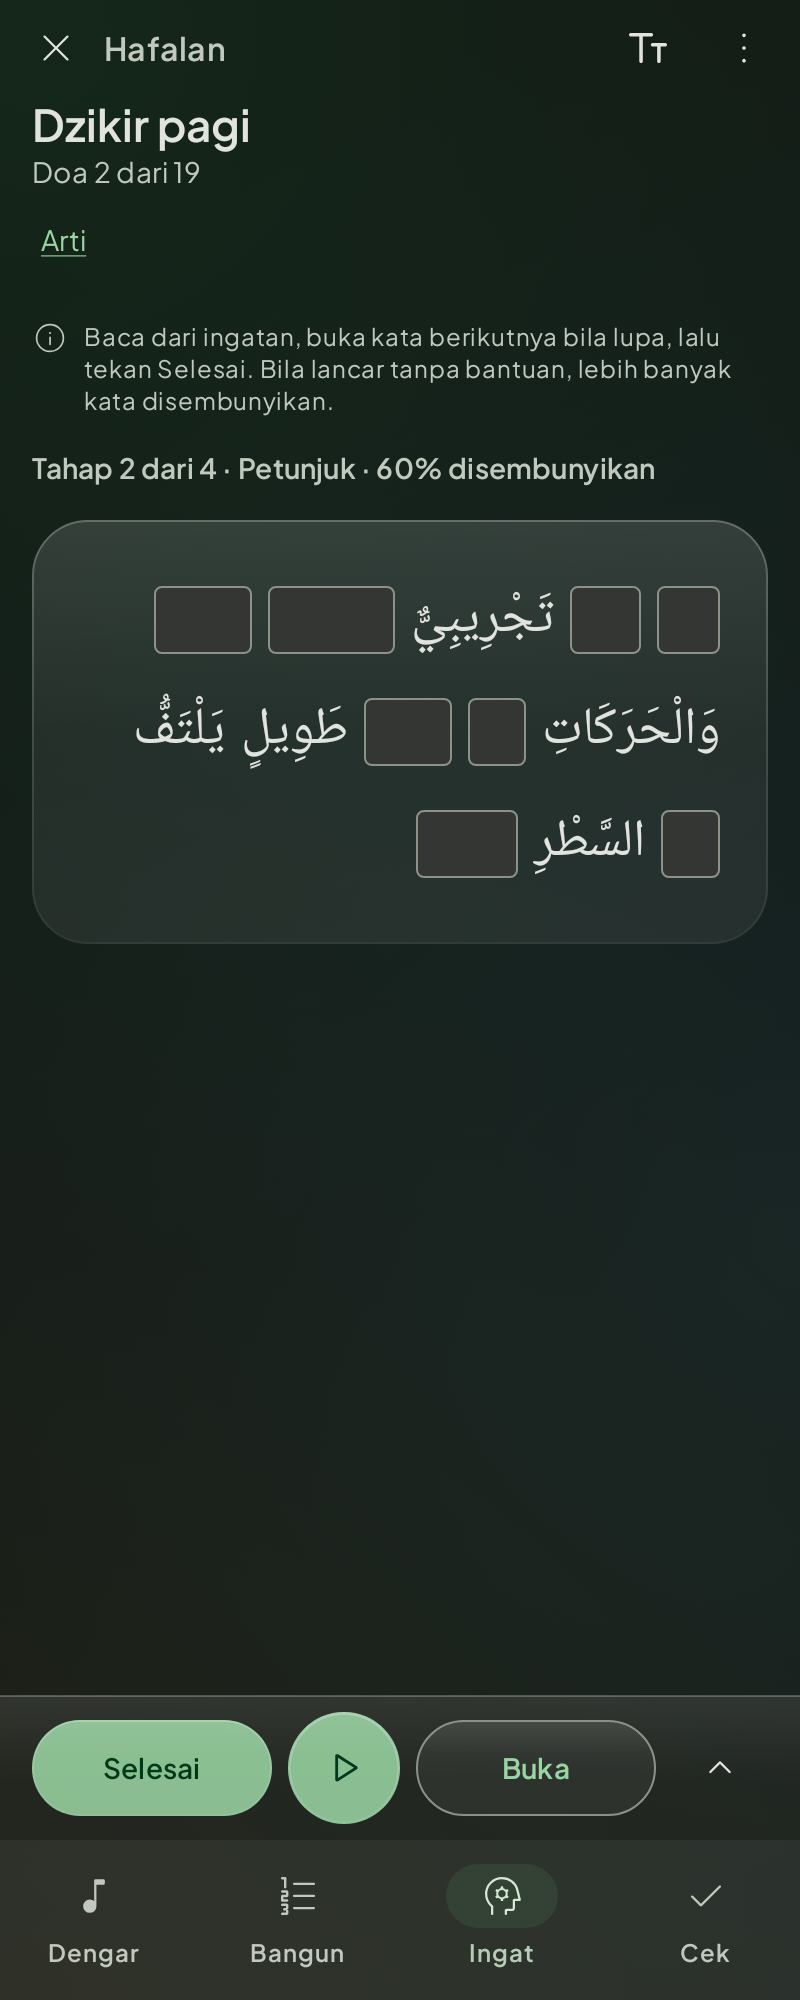 Hafalan
Dzikir pagi
Doa 2 dari 19
Arti
Baca dari ingatan, buka kata berikutnya bila lupa, lalu
tekan Selesai. Bila lancar tanpa bantuan, lebih banyak
kata disembunyikan.
Tahap 2 dari 4 · Petunjuk · 60% disembunyikan
تَجْرِيبِيٌّ
وَالْحَرَكَاتِ طَوِيلٍ يَلْتَفُّ
السَّطْرِ
Selesai
Buka
Dengar
Bangun
Ingat
Cek